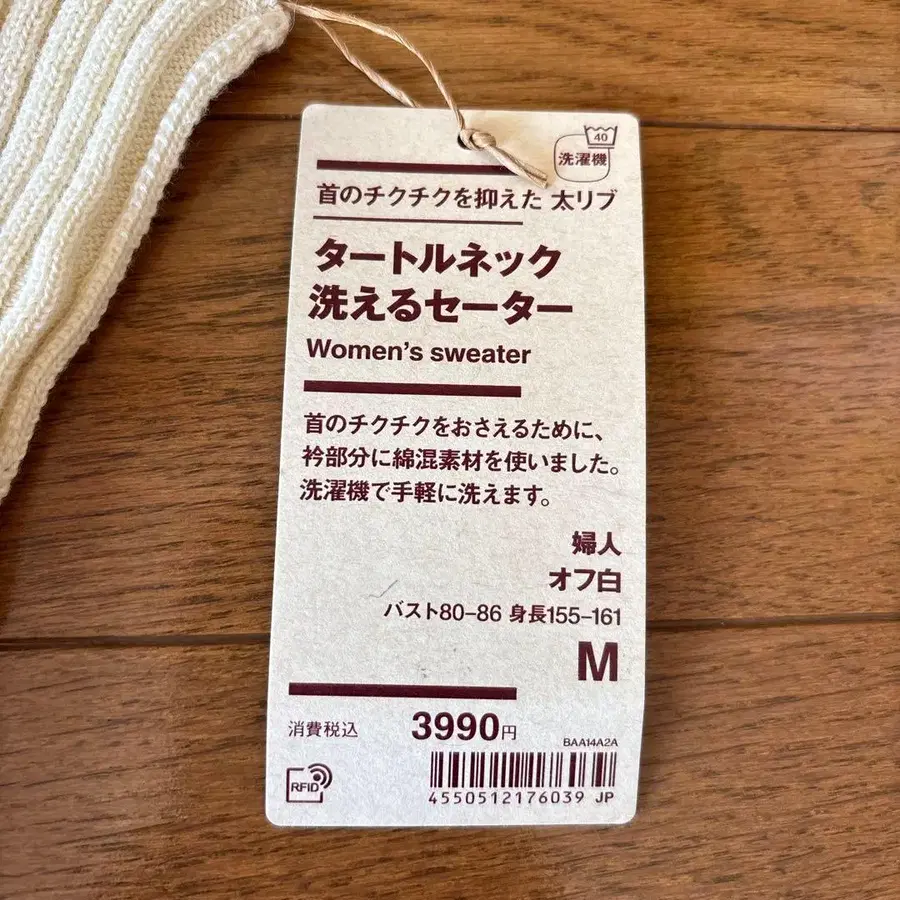 40
洗濯機
首のチクチクを抑えた 太リブ
タートルネック
洗えるセーター
Women's sweater
首のチクチクをおさえるために、
衿部分に綿混素材を使いました。
洗濯機で手軽に洗えます。
婦人
オフ白
バスト80–86 身長155–161
M
消費税込 3990円
BAA14A2A
RFID
4550512176039 JP